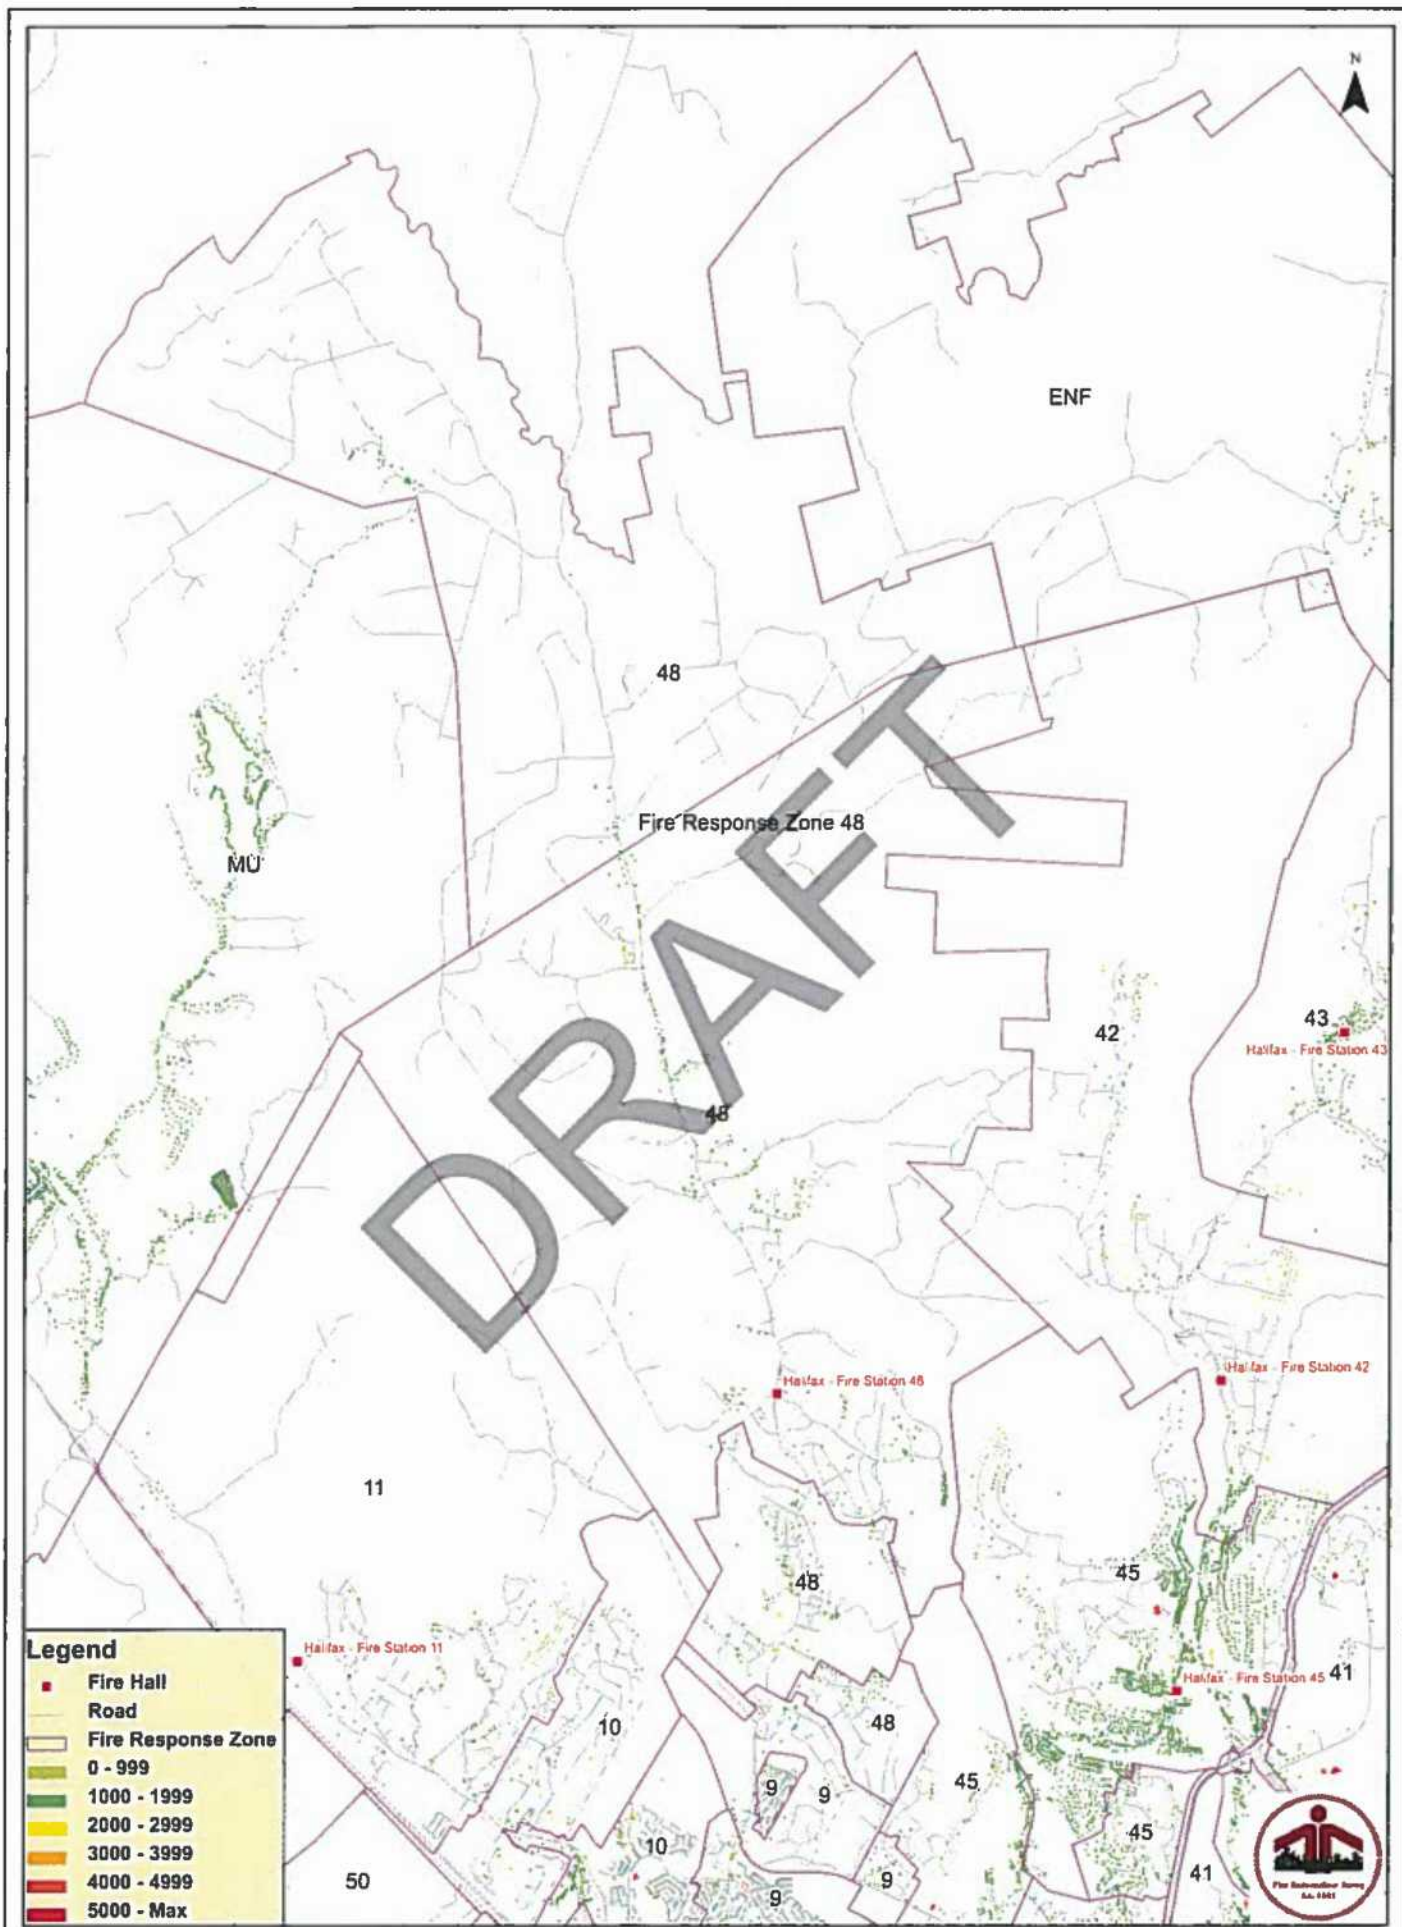 N
ENF
48
Fire Response Zone 48
MU
DRAFT
42
43
Halifax - Fire Station 43
48
Halifax - Fire Station 42
Halifax - Fire Station 48
11
45
48
Halifax - Fire Station 11
Halifax - Fire Station 45
41
10
48
9
9
45
45
10
9
9
41
50
Legend
Fire Hall
Road
Fire Response Zone
0 - 999
1000 - 1999
2000 - 2999
3000 - 3999
4000 - 4999
5000 - Max
Fire Underwriters Survey